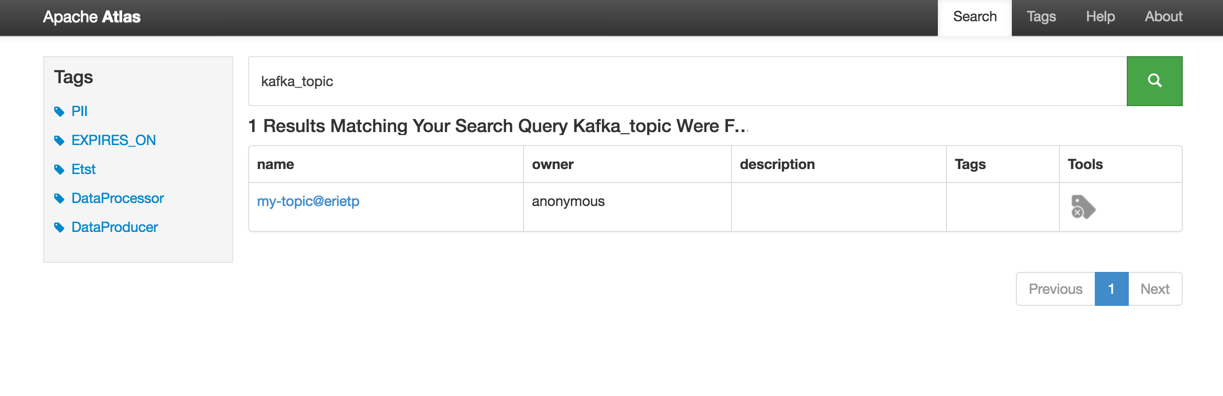 Apache Atlas
Search Tags Help About
Tags
PII
EXPIRES_ON
Etst
DataProcessor
DataProducer
kafka_topic
1 Results Matching Your Search Query Kafka_topic Were F...
name owner description Tags Tools
my-topic@erietp anonymous
Previous 1 Next